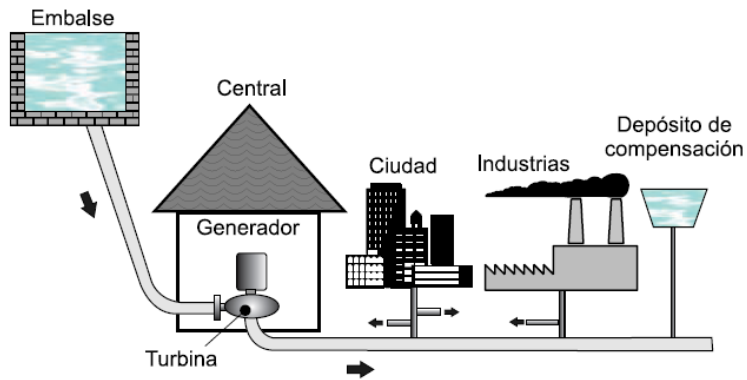 Embalse
Central
Generador
Turbina
Ciudad
Industrias
Depósito de
compensación